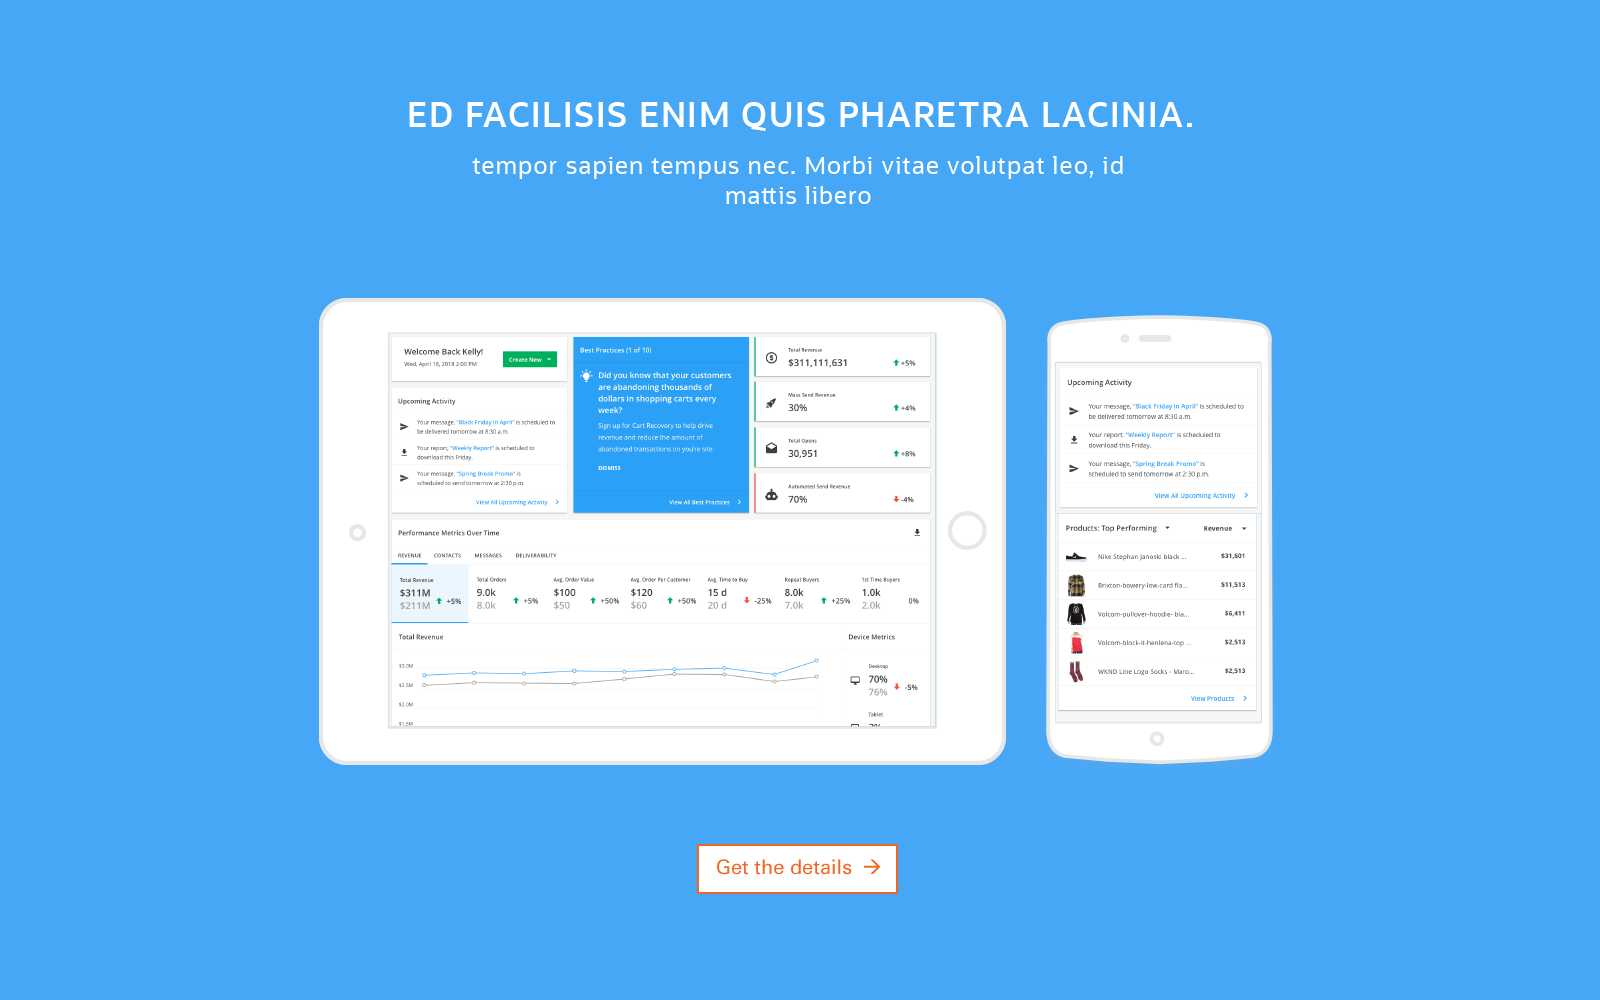 ED FACILISIS ENIM QUIS PHARETRA LACINIA.
tempor sapien tempus nec. Morbi vitae volutpat leo, id
mattis libero
Welcome Back Kelly!
Wed, April 18, 2018 2:00 PM
Create New
Upcoming Activity
Your message, "Black Friday in April" is scheduled to
be delivered tomorrow at 8:30 a.m.
Your report, "Weekly Report" is scheduled to
download this Friday.
Your message, "Spring Break Promo" is
scheduled to send tomorrow at 2:30 p.m.
View All Upcoming Activity
Best Practices (1 of 10)
Did you know that your customers
are abandoning thousands of
dollars in shopping carts every
week?
Sign up for Cart Recovery to help drive
revenue and reduce the amount of
abandoned transactions on you're site.
DISMISS
View All Best Practices
Total Revenue
$311,111,631 +5%
Mass Send Revenue
30% +4%
Total Opens
30,951 +8%
Automated Send Revenue
70% -4%
Performance Metrics Over Time
REVENUE CONTACTS MESSAGES DELIVERABILITY
Total Revenue
$311M
$211M
+5%
Total Orders
9.0k
8.0k
+5%
Avg. Order Value
$100
$50
+50%
Avg. Order Per Customer
$120
$60
+50%
Avg. Time to Buy
15 d
20 d
-25%
Repeat Buyers
8.0k
7.0k
+25%
1st Time Buyers
1.0k
2.0k
0%
Total Revenue
$3.0M
$2.5M
$2.0M
$1.5M
Device Metrics
Desktop
70%
76%
-5%
Tablet
Upcoming Activity
Your message, "Black Friday in April" is scheduled to
be delivered tomorrow at 8:30 a.m.
Your report, "Weekly Report" is scheduled to
download this Friday.
Your message, "Spring Break Promo" is
scheduled to send tomorrow at 2:30 p.m.
View All Upcoming Activity
Products: Top Performing Revenue
Nike Stephan Janoski black ... $31,601
Brixton-bowery-low-card fla... $11,513
Volcom-pullover-hoodie- bla... $6,411
Volcom-block-it-henlena-top ... $2,513
WKND Line Logo Socks - Maro... $2,513
View Products
Get the details